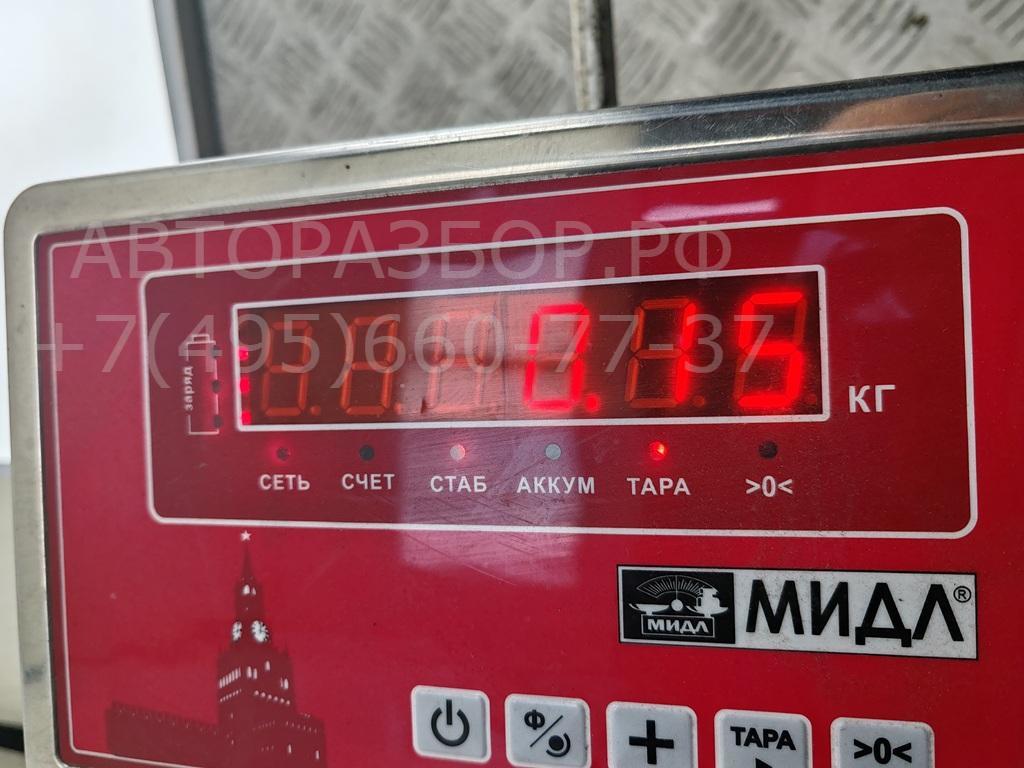 АВТОРАЗБОР.РФ
+7(495)660-77-37
заряд
0.15
КГ
СЕТЬ СЧЕТ СТАБ АККУМ ТАРА >0<
МИДЛ
МИДЛ®
Ф/
+
ТАРА
>0<